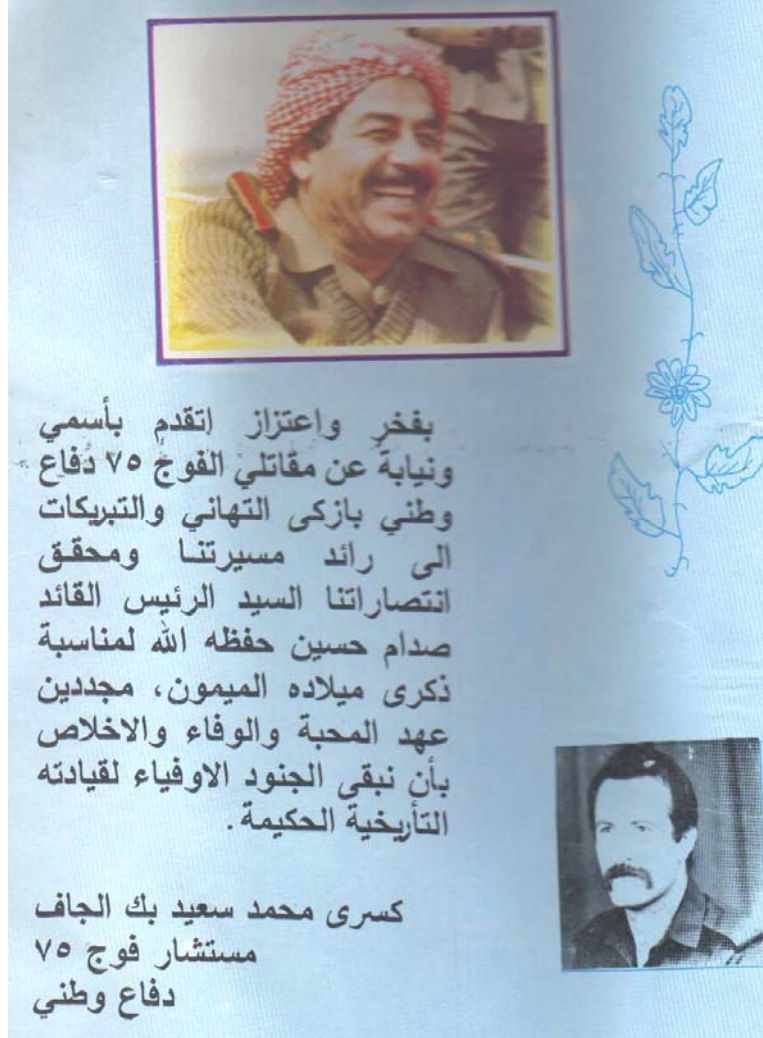 بفخرٍ واعتزاز إتقدم بأسمي
ونيابة عن مقاتلي الفوج ٧٥ دفاع
وطني بازكى التهاني والتبريكات
الى رائد مسيرتنا ومحقق
انتصاراتنا السيد الرئيس القائد
صدام حسين حفظه الله لمناسبة
ذكرى ميلاده الميمون، مجددين
عهد المحبة والوفاء والاخلاص
بأن نبقى الجنود الاوفياء لقيادته
التأريخية الحكيمة.
كسرى محمد سعيد بك الجاف
مستشار فوج ٧٥
دفاع وطني